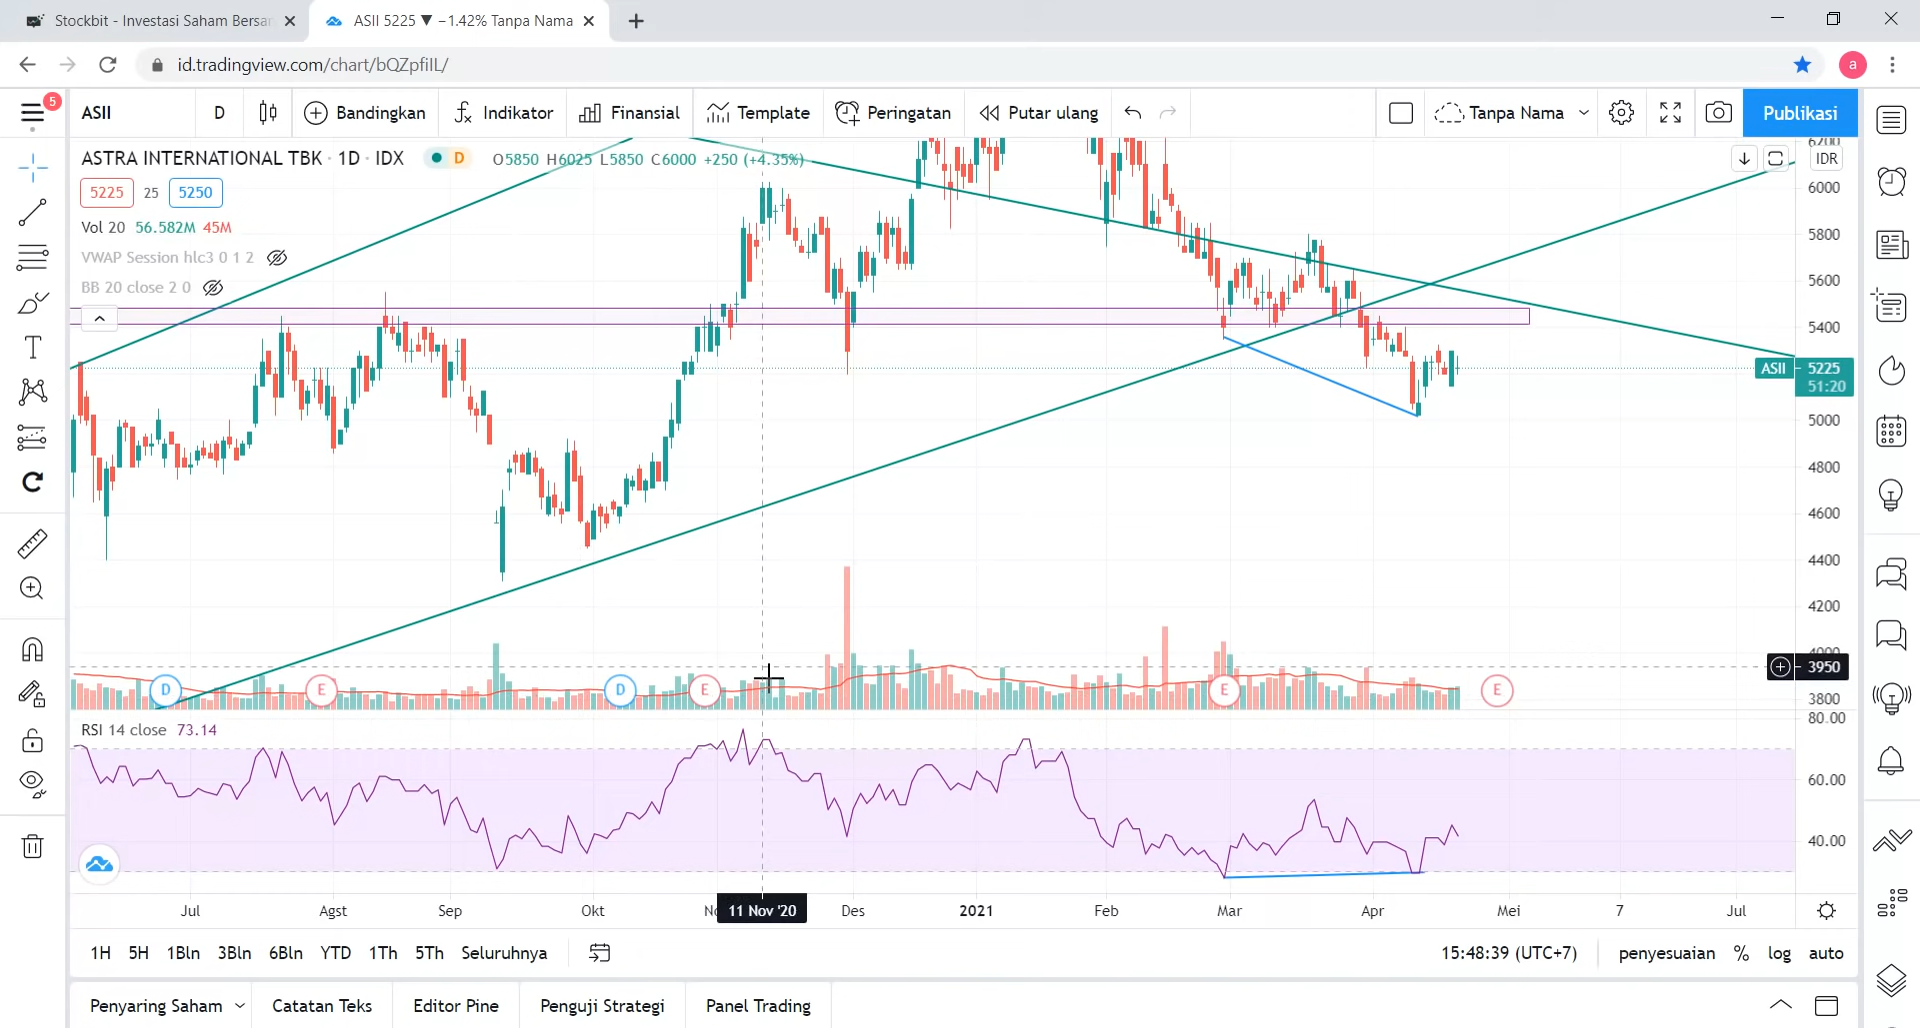 Stockbit - Investasi Saham Bersa
ASII 5225 ▼ −1.42% Tanpa Nama
id.tradingview.com/chart/bQZpfiIL/
a
5
ASII
D
Bandingkan
Indikator
Finansial
Template
Peringatan
Putar ulang
Tanpa Nama
Publikasi
ASTRA INTERNATIONAL TBK · 1D · IDX
D
O5850 H6025 L5850 C6000 +250 (+4.35%)
IDR
5225
25
5250
Vol 20 56.582M 45M
VWAP Session hlc3 0 1 2
BB 20 close 2 0
6200
6000
5800
5600
5400
ASII
5225
51:20
5000
4800
4600
4400
4200
4000
3950
3800
D
E
D
E
E
E
RSI 14 close 73.14
80.00
60.00
40.00
Jul
Agst
Sep
Okt
11 Nov '20
Des
2021
Feb
Mar
Apr
Mei
7
Jul
1H
5H
1Bln
3Bln
6Bln
YTD
1Th
5Th
Seluruhnya
15:48:39 (UTC+7)
penyesuaian
%
log
auto
Penyaring Saham
Catatan Teks
Editor Pine
Penguji Strategi
Panel Trading